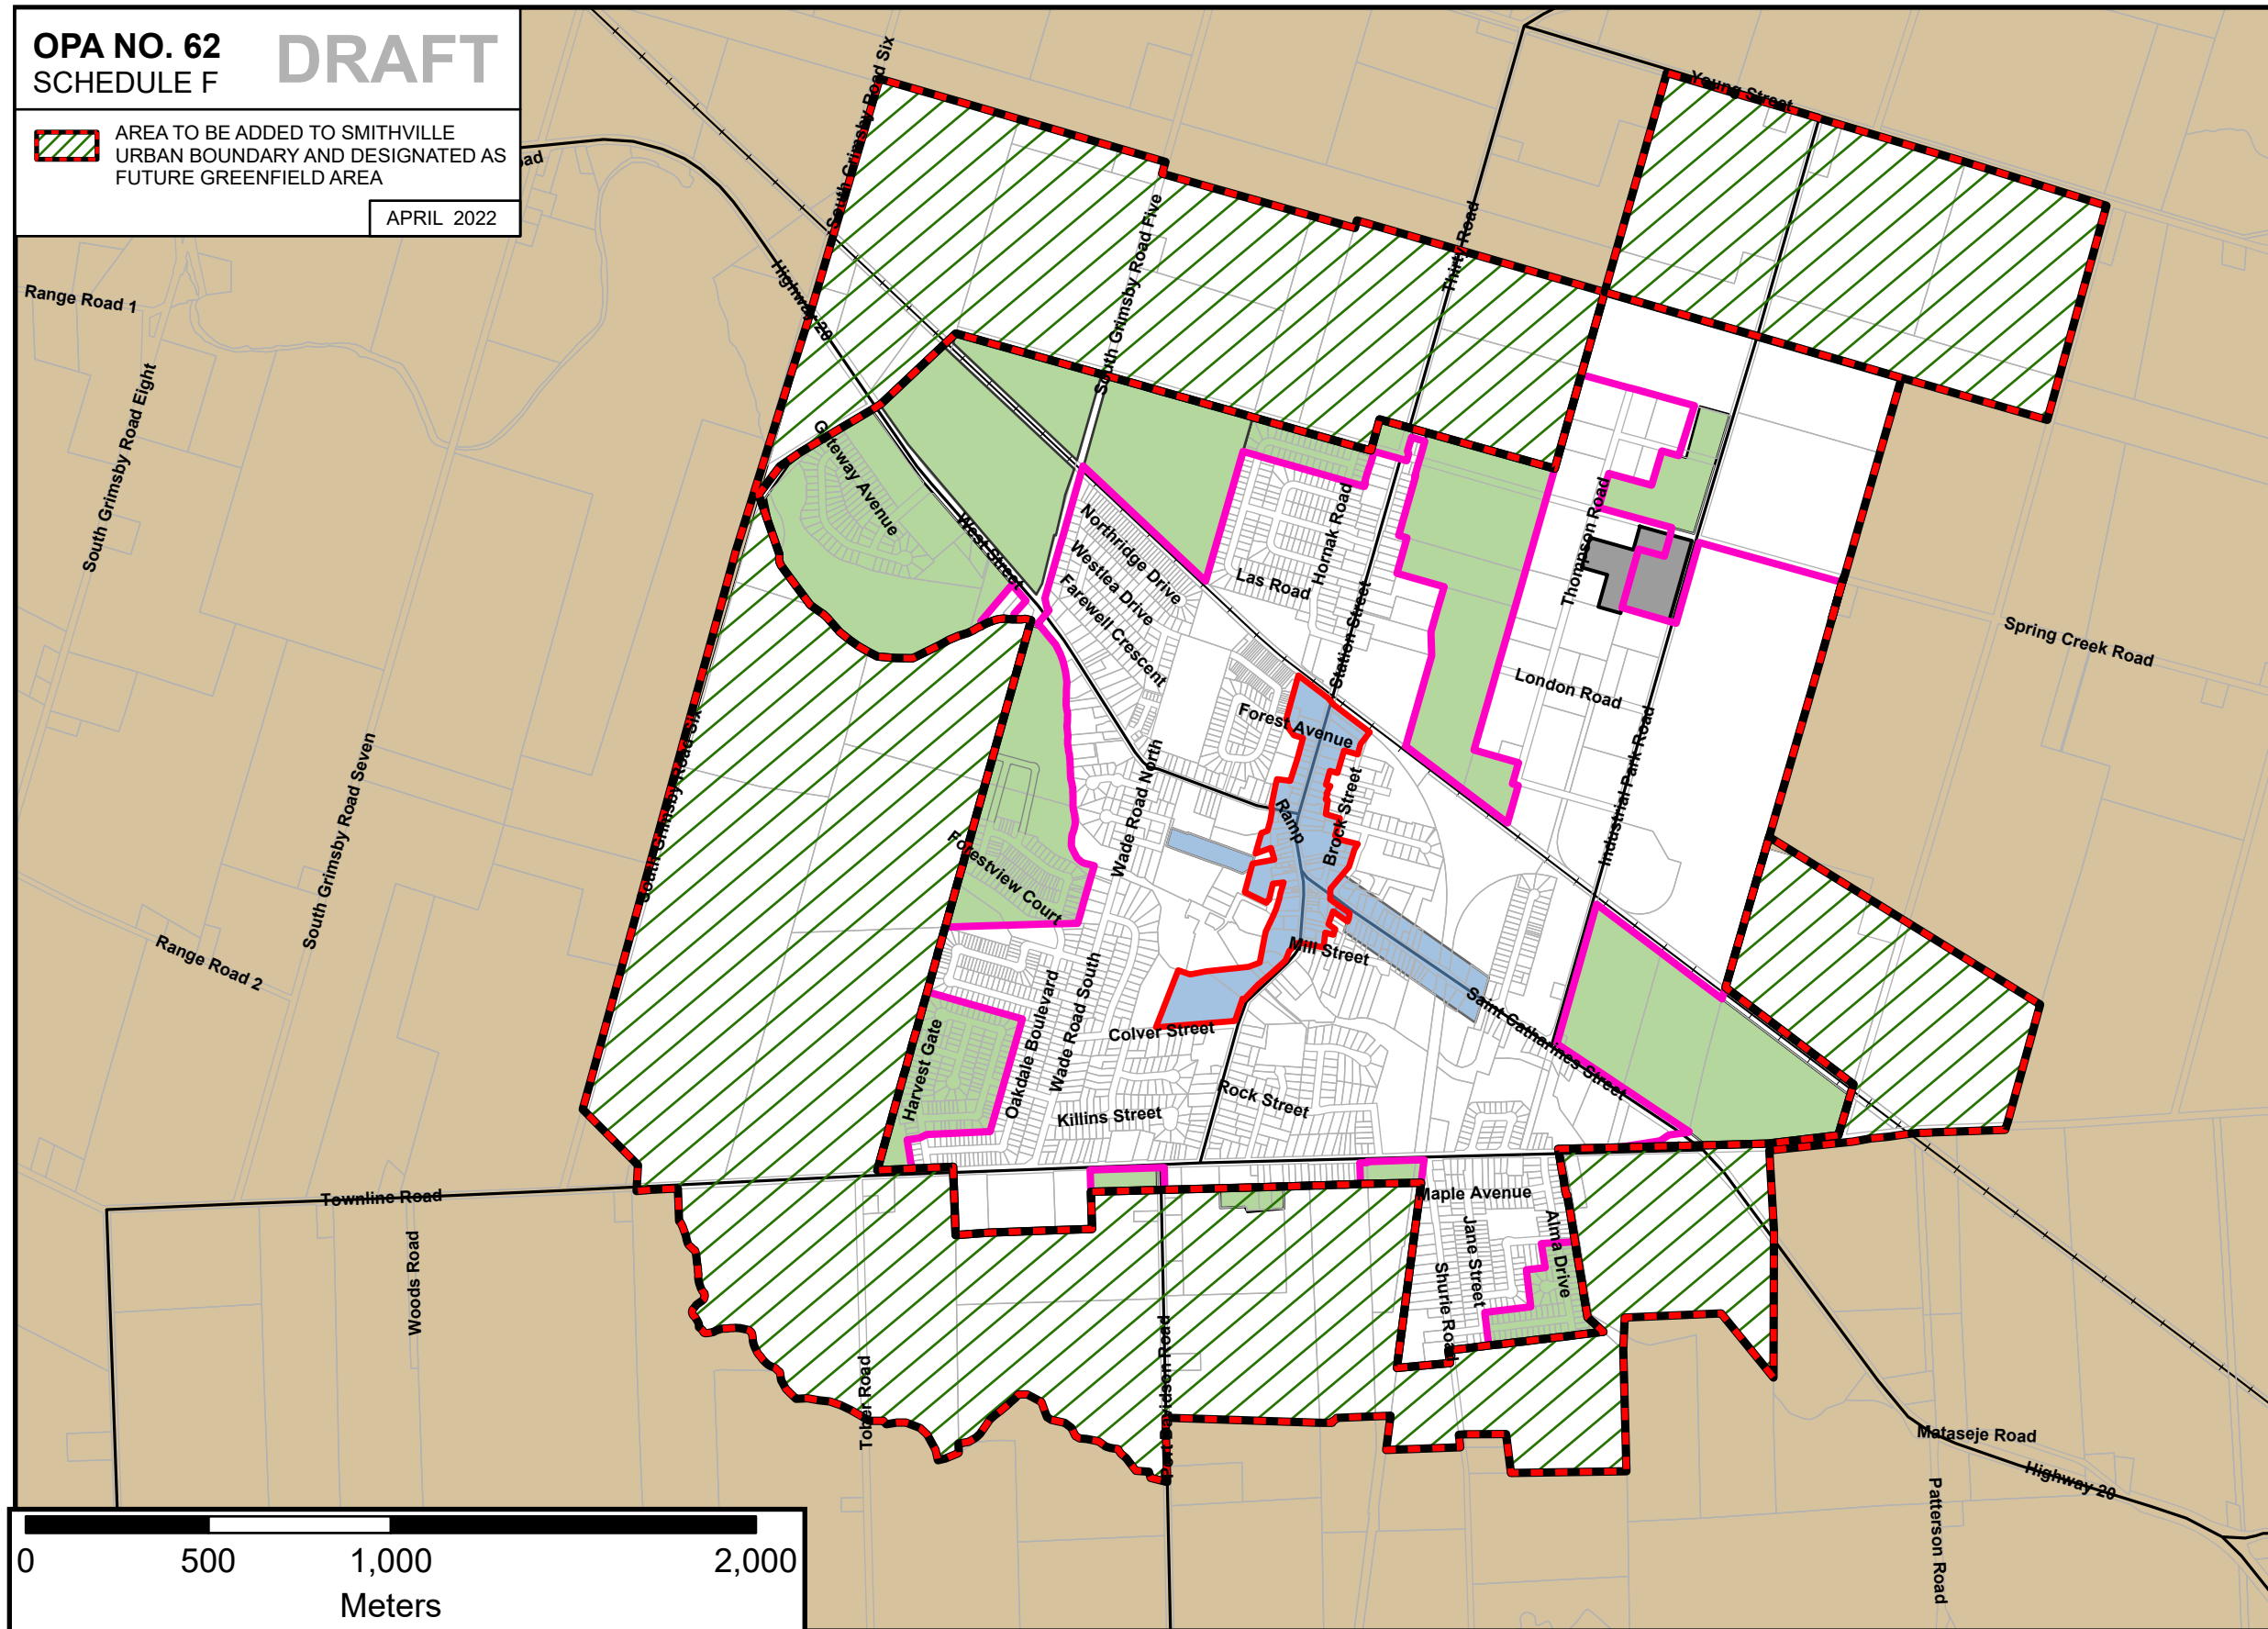 OPA NO. 62
SCHEDULE F
DRAFT
AREA TO BE ADDED TO SMITHVILLE
URBAN BOUNDARY AND DESIGNATED AS
FUTURE GREENFIELD AREA
APRIL 2022
South Grimsby Road Six
Young Street
Range Road 1
Highway 20
South Grimsby Road Five
Thirty Road
South Grimsby Road Eight
Gateway Avenue
West Street
Northridge Drive
Westlea Drive
Farewell Crescent
Las Road
Hornak Road
Station Street
Thompson Road
London Road
Industrial Park Road
Spring Creek Road
South Grimsby Road Seven
South Grimsby Road Six
Forest Avenue
Ramp
Brock Street
Wade Road North
Forestview Court
Range Road 2
Mill Street
Saint Catharines Street
Colver Street
Harvest Gate
Oakdale Boulevard
Wade Road South
Killins Street
Rock Street
Townline Road
Woods Road
Maple Avenue
Jane Street
Shurie Road
Alma Drive
Tober Road
Port Davidson Road
Mataseje Road
Highway 20
Patterson Road
0 500 1,000 2,000
Meters